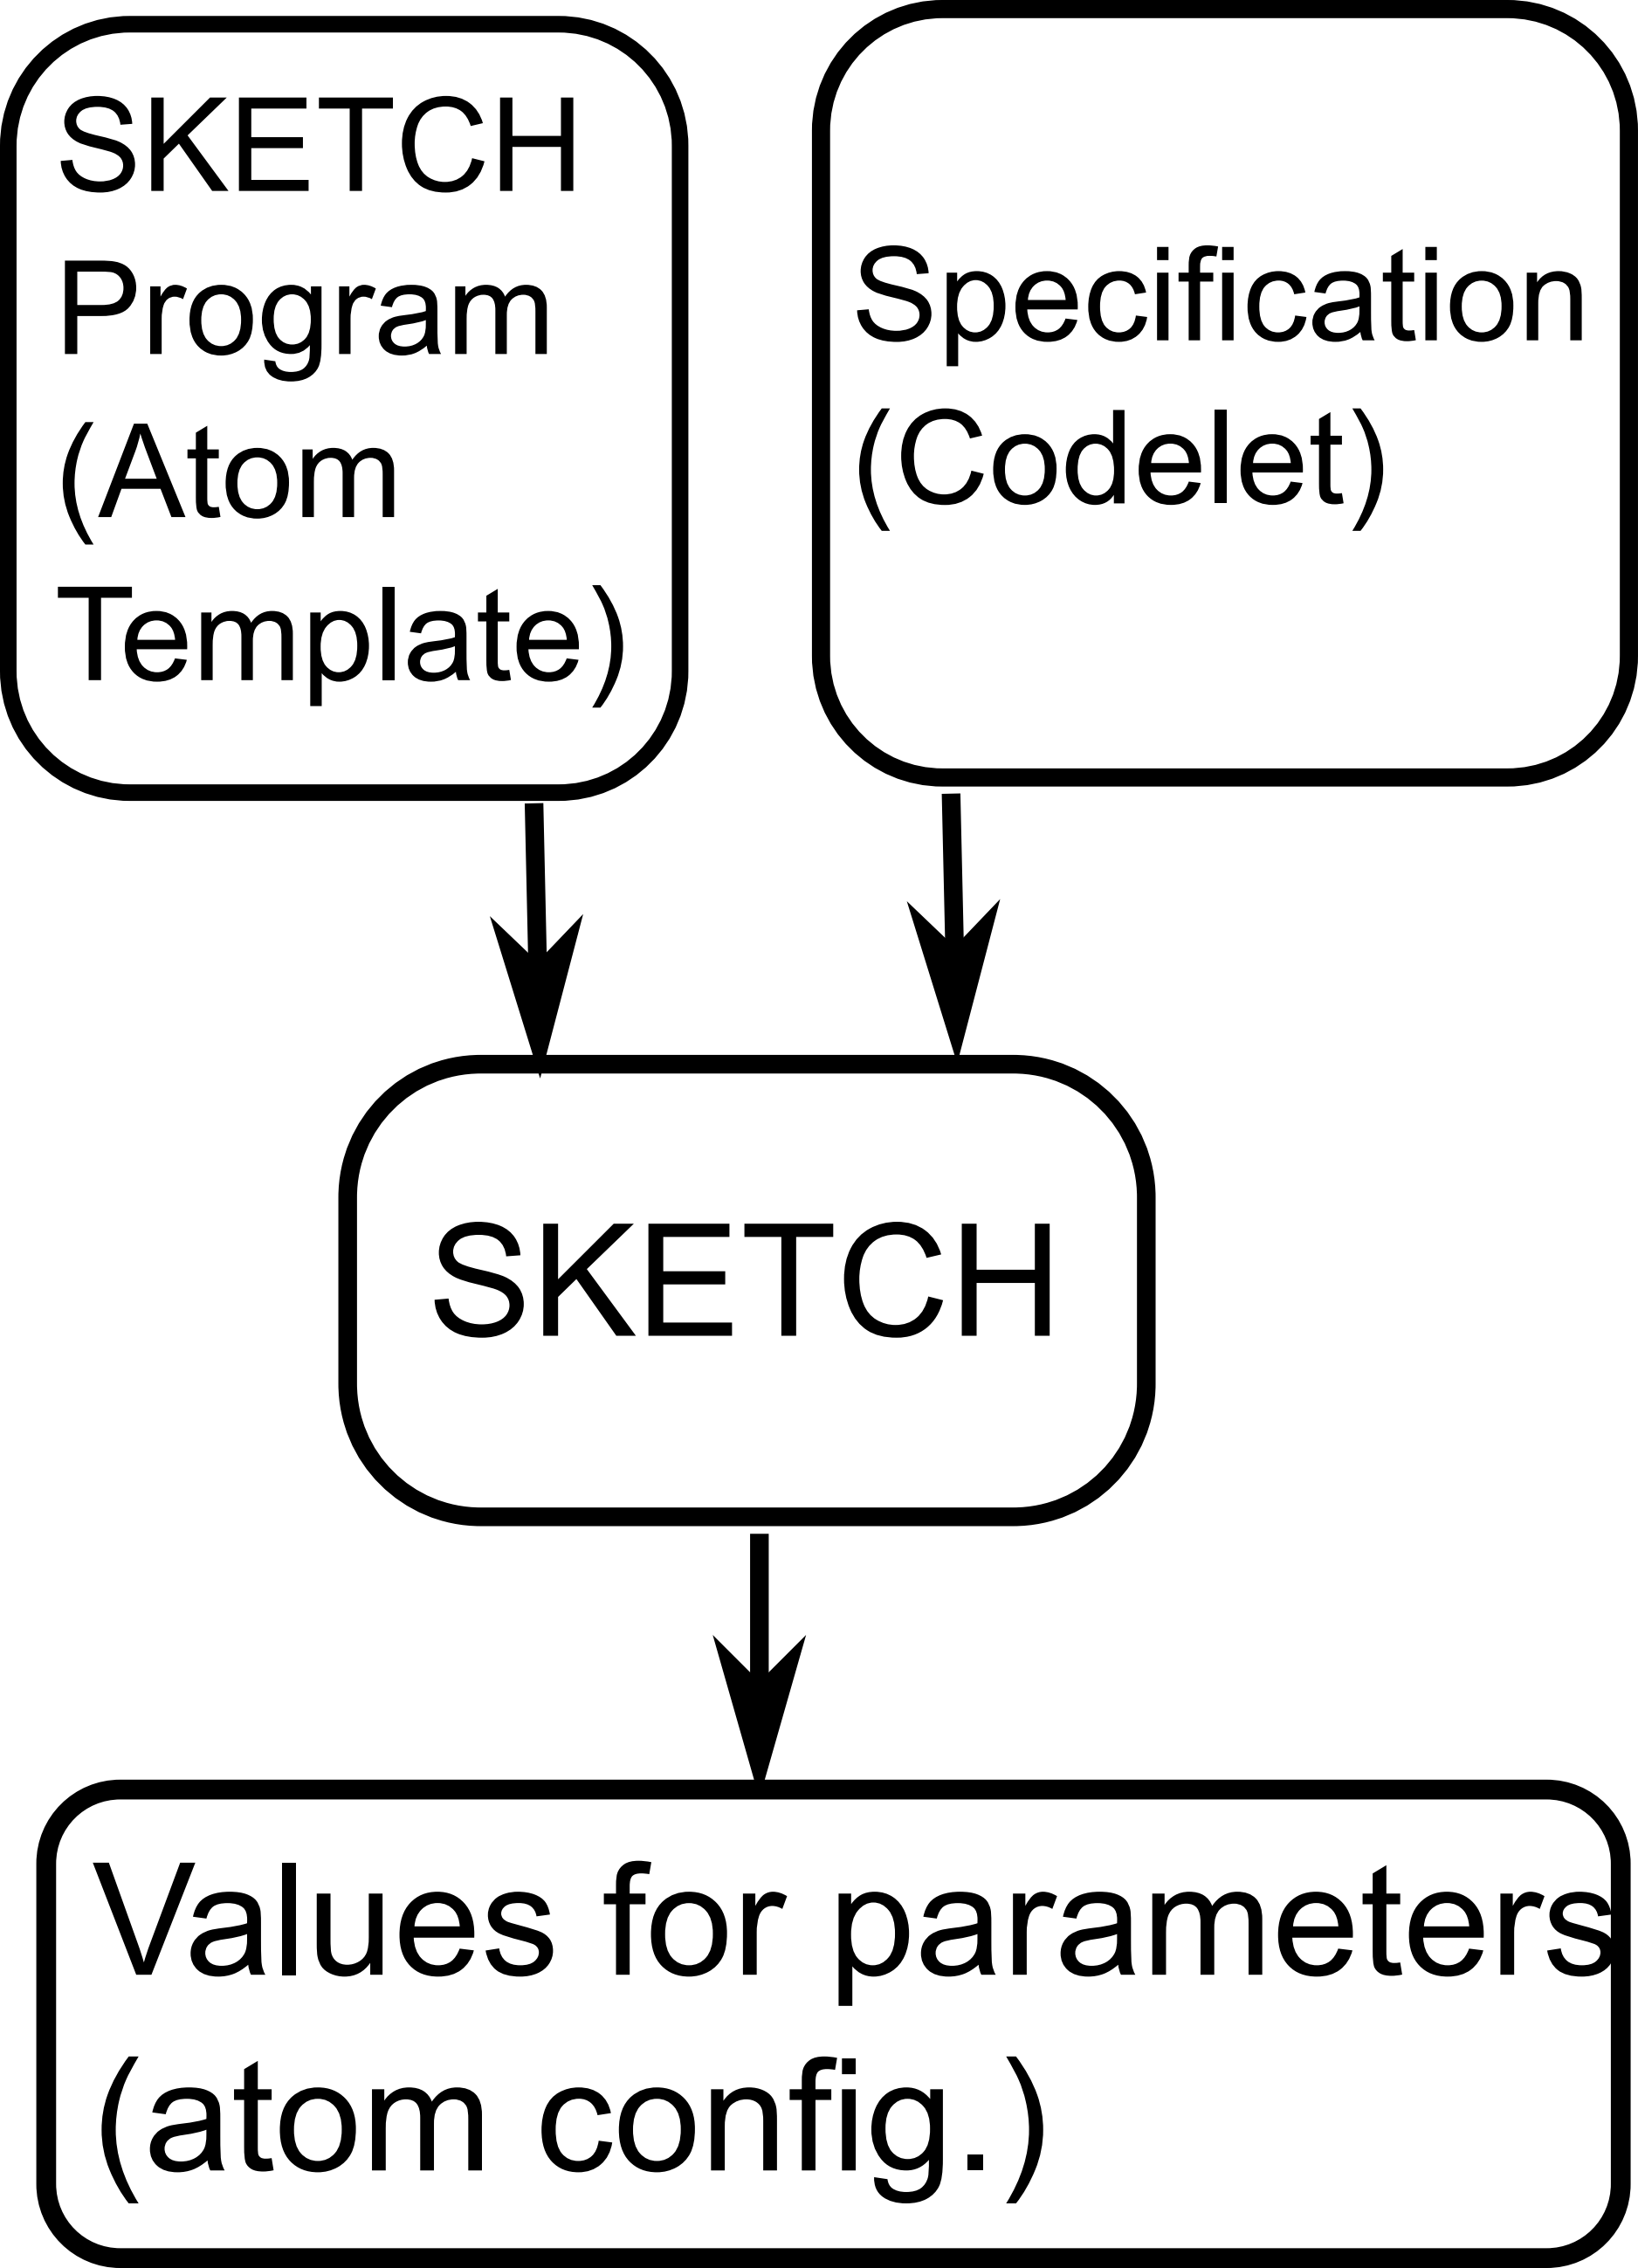 SKETCH
Program
(Atom
Template)
Specification
(Codelet)
SKETCH
Values for parameters
(atom config.)